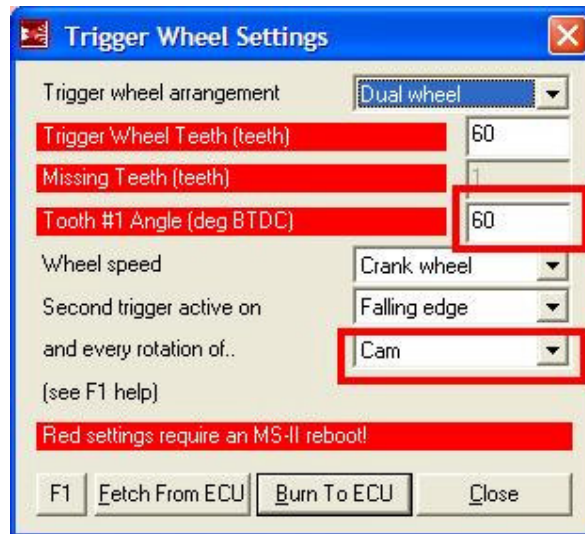 Trigger Wheel Settings
Trigger wheel arrangement Dual wheel
Trigger Wheel Teeth (teeth) 60
Missing Teeth (teeth) 1
Tooth #1 Angle (deg BTDC) 60
Wheel speed Crank wheel
Second trigger active on Falling edge
and every rotation of.. Cam
(see F1 help)
Red settings require an MS-II reboot!
F1 Fetch From ECU Burn To ECU Close